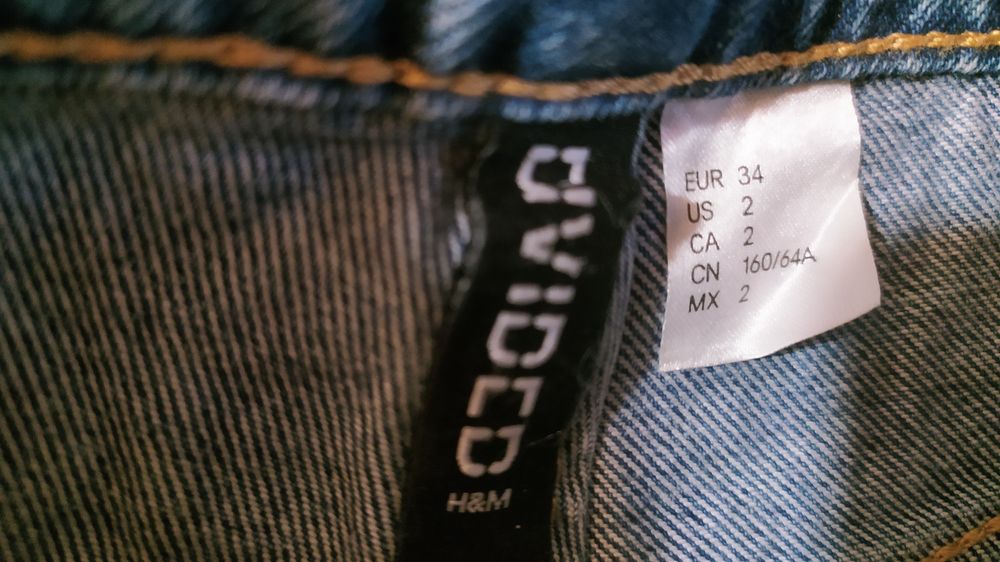 DIVIDED
H&M
EUR 34
US 2
CA 2
CN 160/64A
MX 2